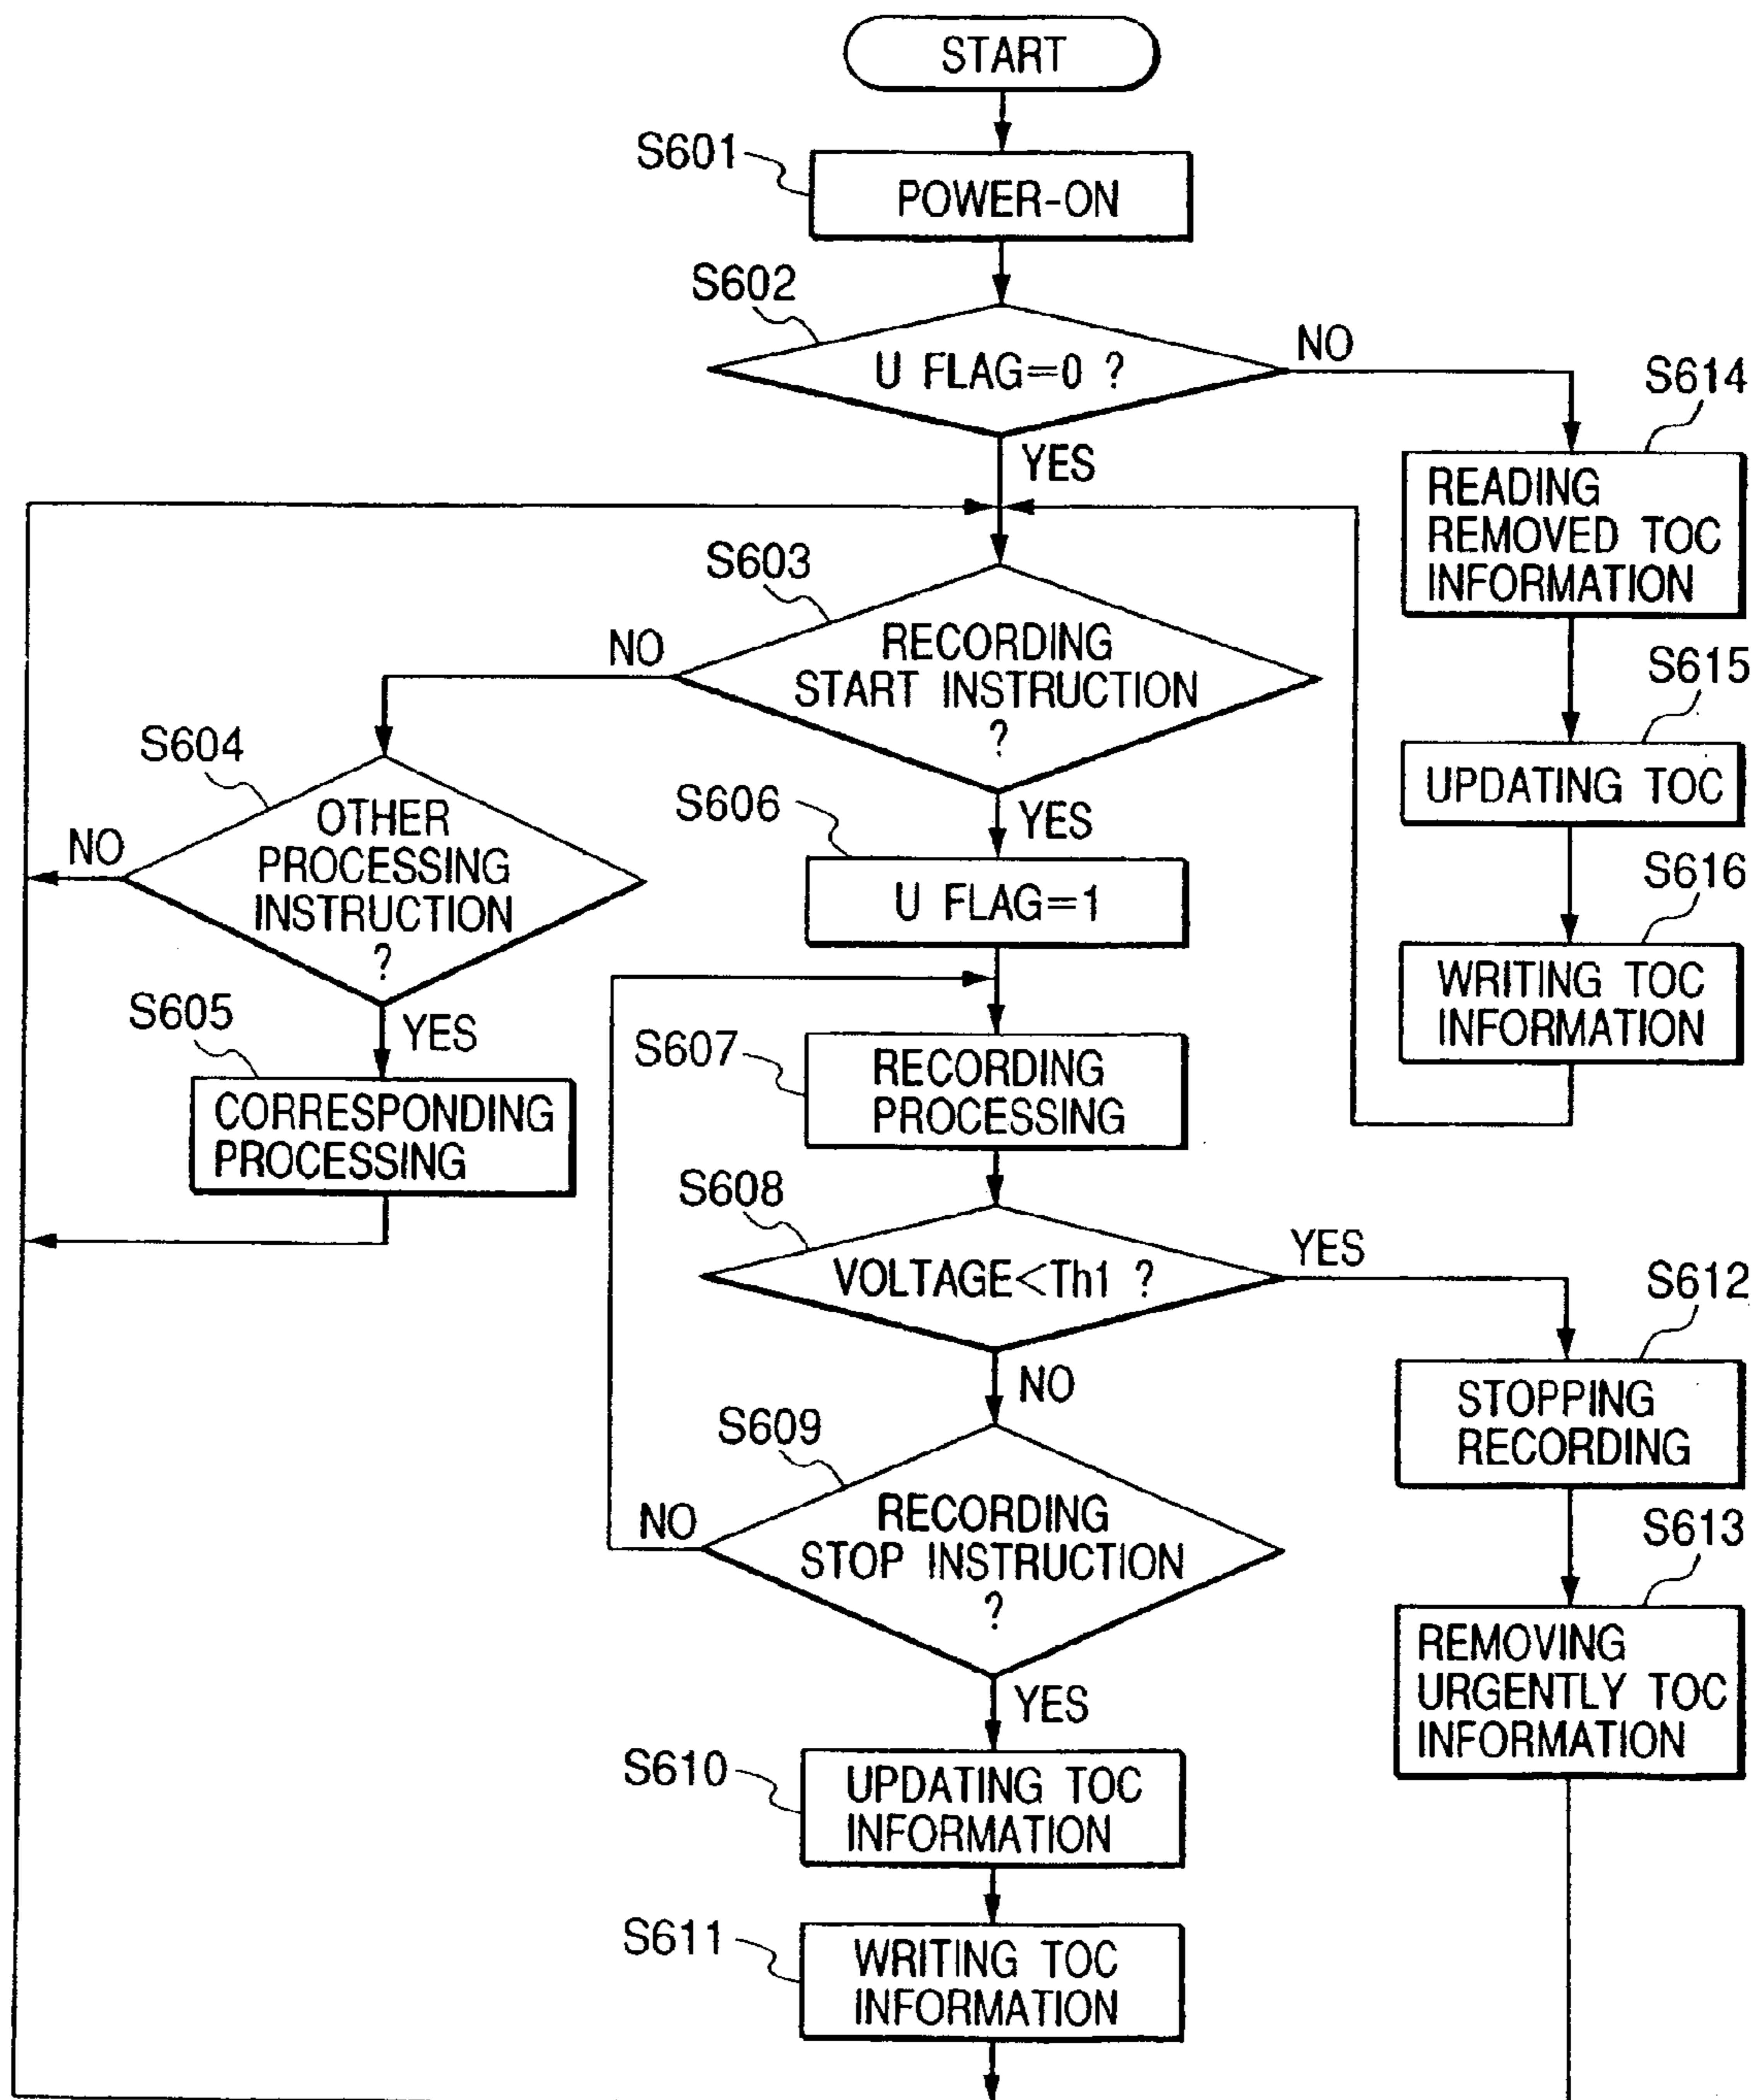 START
S601
POWER-ON
S602
U FLAG=0 ?
NO
YES
S614
READING
REMOVED TOC
INFORMATION
S603
RECORDING
START INSTRUCTION
?
NO
YES
S615
UPDATING TOC
S604
OTHER
PROCESSING
INSTRUCTION
?
NO
YES
S606
U FLAG=1
S616
WRITING TOC
INFORMATION
S605
CORRESPONDING
PROCESSING
S607
RECORDING
PROCESSING
S608
VOLTAGE<Th1 ?
YES
NO
S612
STOPPING
RECORDING
S609
RECORDING
STOP INSTRUCTION
?
NO
YES
S613
REMOVING
URGENTLY TOC
INFORMATION
S610
UPDATING TOC
INFORMATION
S611
WRITING TOC
INFORMATION